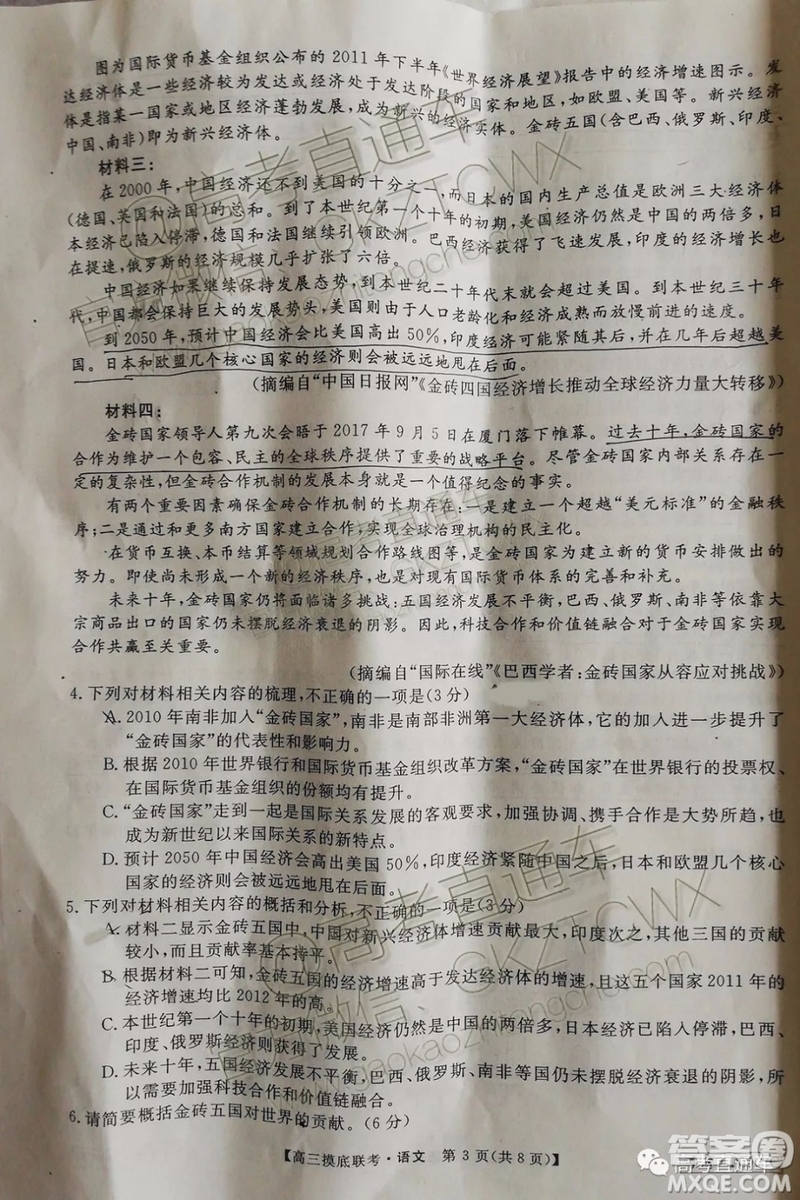 图为国际货币基金组织公布的 2011 年下半年《世界经济展望》报告中的经济增速图示。发
达经济体是一些经济较为发达或经济处于发达阶段的国家和地区,如欧盟、美国等。新兴经济
体是指某一国家或地区经济蓬勃发展,成为新兴的经济实体。金砖五国(含巴西、俄罗斯、印度、
中国、南非)即为新兴经济体。
材料三:
在 2000 年,中国经济还不到美国的十分之一,而日本的国内生产总值是欧洲三大经济体
(德国、英国和法国)的总和。到了本世纪第一个十年的初期,美国经济仍然是中国的两倍多,日
本经济已陷入停滞,德国和法国继续引领欧洲。巴西经济获得了飞速发展,印度的经济增长也
在提速,俄罗斯的经济规模几乎扩张了六倍。
中国经济如果继续保持发展态势,到本世纪二十年代末就会超过美国。到本世纪三十年
代,中国都会保持巨大的发展势头,美国则由于人口老龄化和经济成熟而放慢前进的速度。
到 2050 年,预计中国经济会比美国高出 50%,印度经济可能紧随其后,并在几年后超越美
国。日本和欧盟几个核心国家的经济则会被远远地甩在后面。
(摘编自“中国日报网”《金砖四国经济增长推动全球经济力量大转移》)
材料四:
金砖国家领导人第九次会晤于 2017 年 9 月 5 日在厦门落下帷幕。过去十年,金砖国家的
合作为维护一个包容、民主的全球秩序提供了重要的战略平台。尽管金砖国家内部关系存在一
定的复杂性,但金砖合作机制的发展本身就是一个值得纪念的事实。
有两个重要因素确保金砖合作机制的长期存在:一是建立一个超越“美元标准”的金融秩
序;二是通过和更多南方国家建立合作,实现全球治理机构的民主化。
在货币互换、本币结算等领域规划合作路线图等,是金砖国家为建立新的货币安排做出的
努力。即使尚未形成一个新的经济秩序,也是对现有国际货币体系的完善和补充。
未来十年,金砖国家仍将面临诸多挑战:五国经济发展不平衡,巴西、俄罗斯、南非等依靠大
宗商品出口的国家仍未摆脱经济衰退的阴影。因此,科技合作和价值链融合对于金砖国家实现
合作共赢至关重要。
(摘编自“国际在线”《巴西学者:金砖国家从容应对挑战》)
4. 下列对材料相关内容的梳理,不正确的一项是(3 分)
A. 2010 年南非加入“金砖国家”,南非是南部非洲第一大经济体,它的加入进一步提升了
“金砖国家”的代表性和影响力。
B. 根据 2010 年世界银行和国际货币基金组织改革方案,“金砖国家”在世界银行的投票权、
在国际货币基金组织的份额均有提升。
C. “金砖国家”走到一起是国际关系发展的客观要求,加强协调、携手合作是大势所趋,也
成为新世纪以来国际关系的新特点。
D. 预计 2050 年中国经济会高出美国 50%,印度经济紧随中国之后,日本和欧盟几个核心
国家的经济则会被远远地甩在后面。
5. 下列对材料相关内容的概括和分析,不正确的一项是(3 分)
A. 材料二显示金砖五国中,中国对新兴经济体增速贡献最大,印度次之,其他三国的贡献
较小,而且贡献率基本持平。
B. 根据材料二可知,金砖五国的经济增速高于发达经济体的增速,且这五个国家 2011 年的
经济增速均比 2012 年的高。
C. 本世纪第一个十年的初期,美国经济仍然是中国的两倍多,日本经济已陷入停滞,巴西、
印度、俄罗斯经济则获得了发展。
D. 未来十年,五国经济发展不平衡,巴西、俄罗斯、南非等国仍未摆脱经济衰退的阴影,所
以需要加强科技合作和价值链融合。
6. 请简要概括金砖五国对世界的贡献。(6 分)
【高三摸底联考·语文 第 3 页(共 8 页)】
高考直通车
答案圈
MXQE.COM